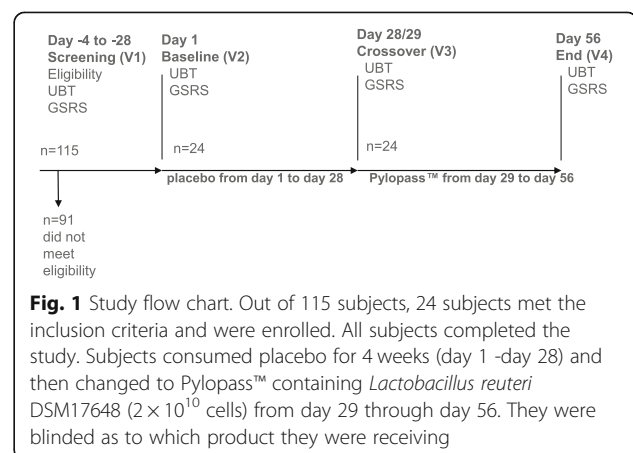 Day -4 to -28
Screening (V1)
Eligibility
UBT
GSRS
n=115
Day 1
Baseline (V2)
UBT
GSRS
n=24
Day 28/29
Crossover (V3)
UBT
GSRS
n=24
Day 56
End (V4)
UBT
GSRS
placebo from day 1 to day 28
Pylopass™ from day 29 to day 56
n=91
did not
meet
eligibility
Fig. 1 Study flow chart. Out of 115 subjects, 24 subjects met the
inclusion criteria and were enrolled. All subjects completed the
study. Subjects consumed placebo for 4 weeks (day 1 -day 28) and
then changed to Pylopass™ containing Lactobacillus reuteri
DSM17648 (2 × 10¹⁰ cells) from day 29 through day 56. They were
blinded as to which product they were receiving